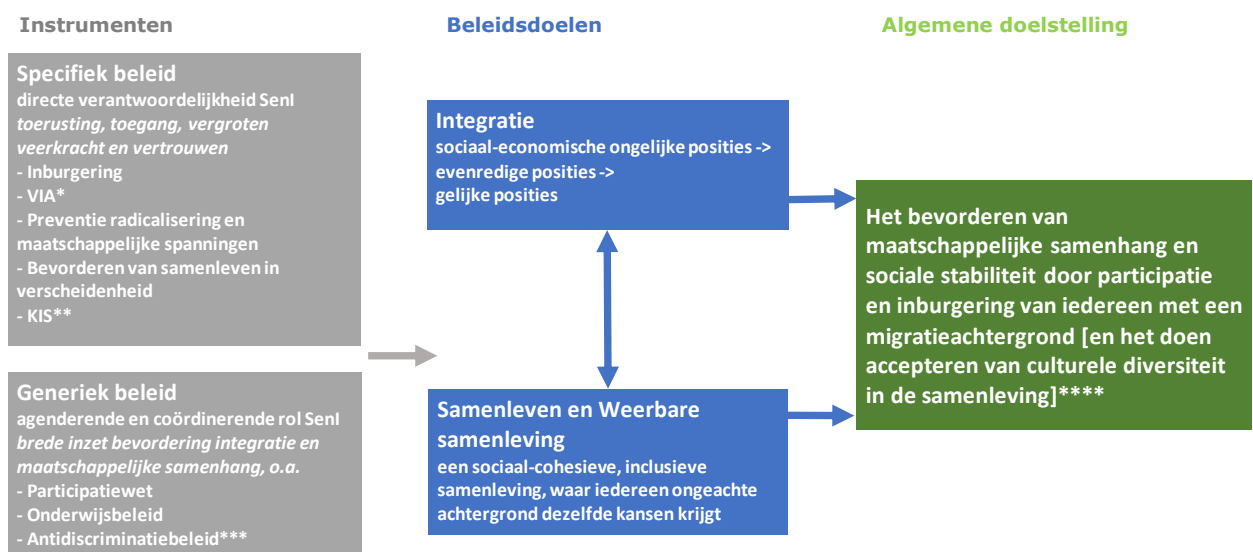 Instrumenten
Beleidsdoelen
Algemene doelstelling
Specifiek beleid
directe verantwoordelijkheid SenI
toerusting, toegang, vergroten
veerkracht en vertrouwen
- Inburgering
- VIA*
- Preventie radicalisering en
maatschappelijke spanningen
- Bevorderen van samenleven in
verscheidenheid
- KIS**
Generiek beleid
agenderende en coördinerende rol SenI
brede inzet bevordering integratie en
maatschappelijke samenhang, o.a.
- Participatiewet
- Onderwijsbeleid
- Antidiscriminatiebeleid***
Integratie
sociaal-economische ongelijke posities ->
evenredige posities ->
gelijke posities
Samenleven en Weerbare
samenleving
een sociaal-cohesieve, inclusieve
samenleving, waar iedereen ongeachte
achtergrond dezelfde kansen krijgt
Het bevorderen van
maatschappelijke samenhang en
sociale stabiliteit door participatie
en inburgering van iedereen met een
migratieachtergrond [en het doen
accepteren van culturele diversiteit
in de samenleving]****